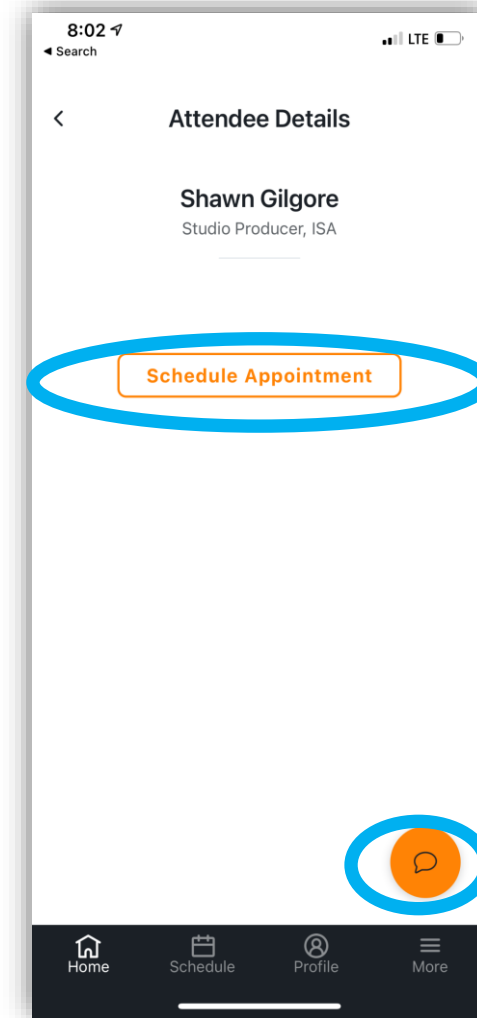 8:02
LTE
◀ Search
Attendee Details
Shawn Gilgore
Studio Producer, ISA
Schedule Appointment
Home Schedule Profile More